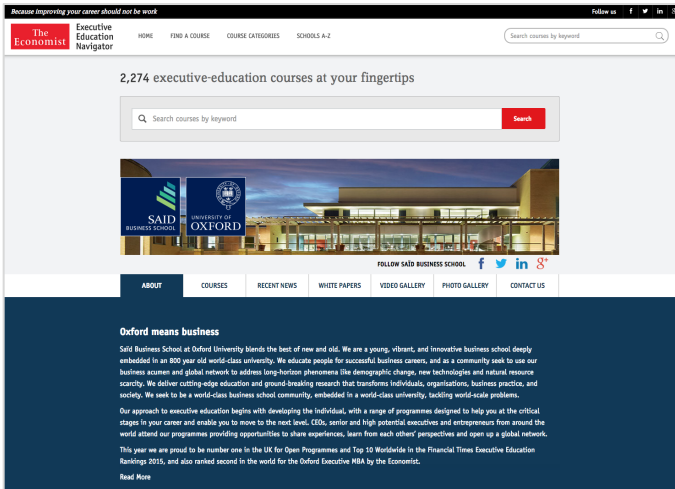 Because improving your career should not be work
Follow us
The Economist
Executive Education Navigator
HOME FIND A COURSE COURSE CATEGORIES SCHOOLS A-Z
Search courses by keyword
2,274 executive-education courses at your fingertips
Search courses by keyword
Search
SAÏD
BUSINESS SCHOOL
UNIVERSITY OF
OXFORD
FOLLOW SAÏD BUSINESS SCHOOL
ABOUT COURSES RECENT NEWS WHITE PAPERS VIDEO GALLERY PHOTO GALLERY CONTACT US
Oxford means business
Saïd Business School at Oxford University blends the best of new and old. We are a young, vibrant, and innovative business school deeply
embedded in an 800 year old world-class university. We educate people for successful business careers, and as a community seek to use our
business acumen and global network to address long-horizon phenomena like demographic change, new technologies and natural resource
scarcity. We deliver cutting-edge education and ground-breaking research that transforms individuals, organisations, business practice, and
society. We seek to be a world-class business school community, embedded in a world-class university, tackling world-scale problems.
Our approach to executive education begins with developing the individual, with a range of programmes designed to help you at the critical
stages in your career and enable you to move to the next level. CEOs, senior and high potential executives and entrepreneurs from around the
world attend our programmes providing opportunities to share experiences, learn from each others' perspectives and open up a global network.
This year we are proud to be number one in the UK for Open Programmes and Top 10 Worldwide in the Financial Times Executive Education
Rankings 2015, and also ranked second in the world for the Oxford Executive MBA by the Economist.
Read More